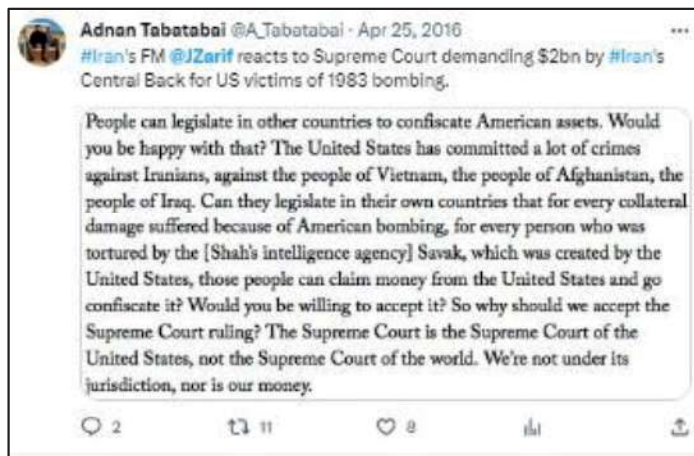 Adnan Tabatabai @A_Tabatabai · Apr 25, 2016
#Iran's FM @JZarif reacts to Supreme Court demanding $2bn by #Iran's
Central Back for US victims of 1983 bombing.
People can legislate in other countries to confiscate American assets. Would
you be happy with that? The United States has committed a lot of crimes
against Iranians, against the people of Vietnam, the people of Afghanistan, the
people of Iraq. Can they legislate in their own countries that for every collateral
damage suffered because of American bombing, for every person who was
tortured by the [Shah's intelligence agency] Savak, which was created by the
United States, those people can claim money from the United States and go
confiscate it? Would you be willing to accept it? So why should we accept the
Supreme Court ruling? The Supreme Court is the Supreme Court of the
United States, not the Supreme Court of the world. We're not under its
jurisdiction, nor is our money.
2 11 8